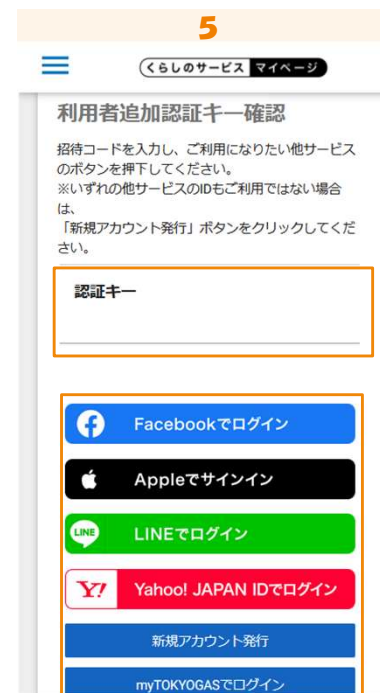 5
くらしのサービス マイページ
利用者追加認証キー確認
招待コードを入力し、ご利用になりたい他サービス
のボタンを押下してください。
※いずれの他サービスのIDもご利用ではない場合
は、
「新規アカウント発行」ボタンをクリックしてくだ
さい。
認証キー
Facebookでログイン
Appleでサインイン
LINE LINEでログイン
Y! Yahoo! JAPAN IDでログイン
新規アカウント発行
myTOKYOGASでログイン